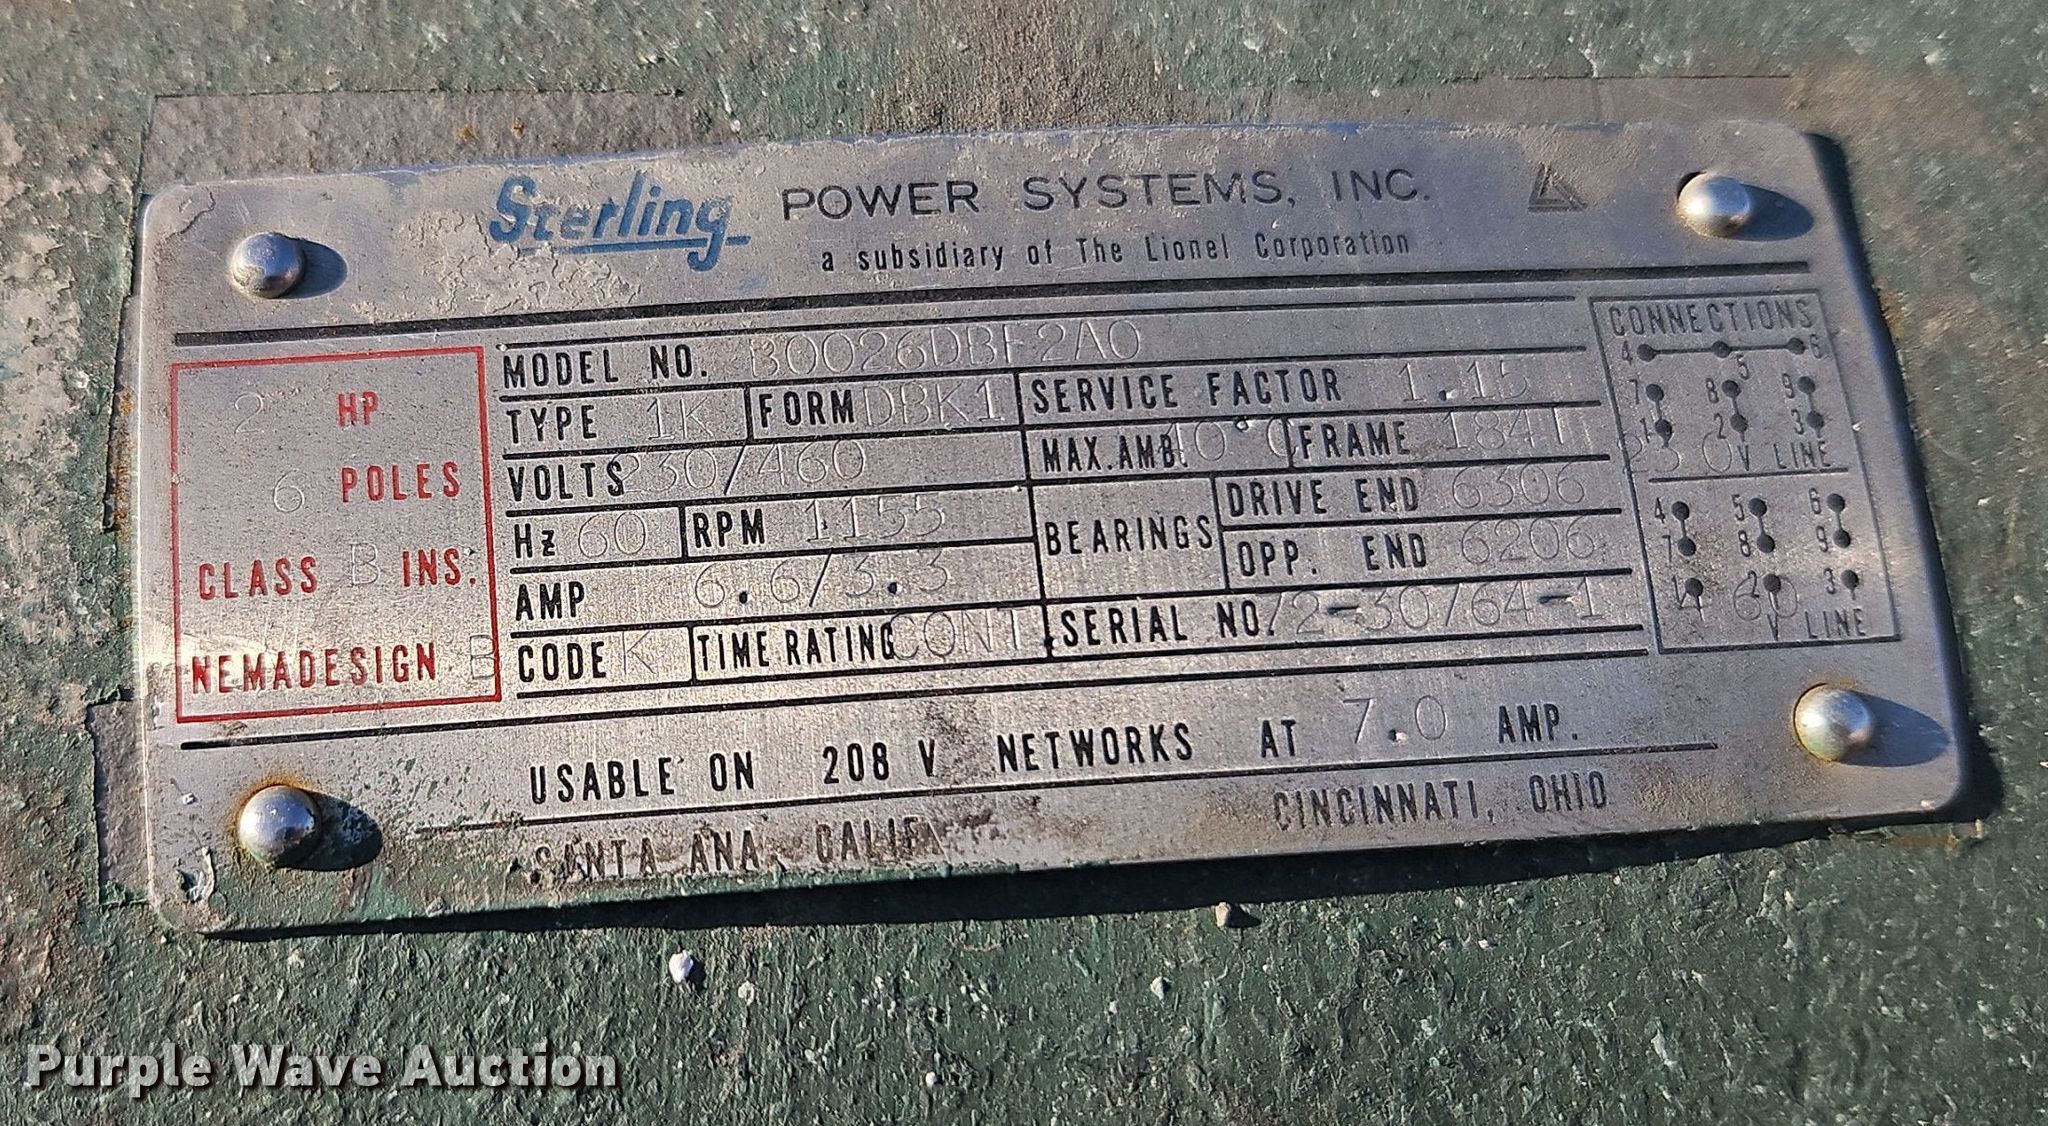 Sterling POWER SYSTEMS, INC.
a subsidiary of The Lionel Corporation
2 HP
6 POLES
CLASS B INS.
NEMADESIGN B
MODEL NO. B0026DBF2A0
TYPE 1K FORM DBK1 SERVICE FACTOR 1.15
VOLTS 230/460 MAX.AMB. 40°C FRAME 184T
Hz 60 RPM 1155 BEARINGS DRIVE END 6306
AMP 6.6/3.3 OPP. END 6206
CODE K TIME RATING CONT. SERIAL NO.
CONNECTIONS
4 5 6
7 8 9
1 2 3
230 V LINE
4 5 6
7 8 9
1 2 3
460 V LINE
USABLE ON 208 V NETWORKS AT 7.0 AMP.
SANTA ANA, CALIF.
CINCINNATI, OHIO
Purple Wave Auction